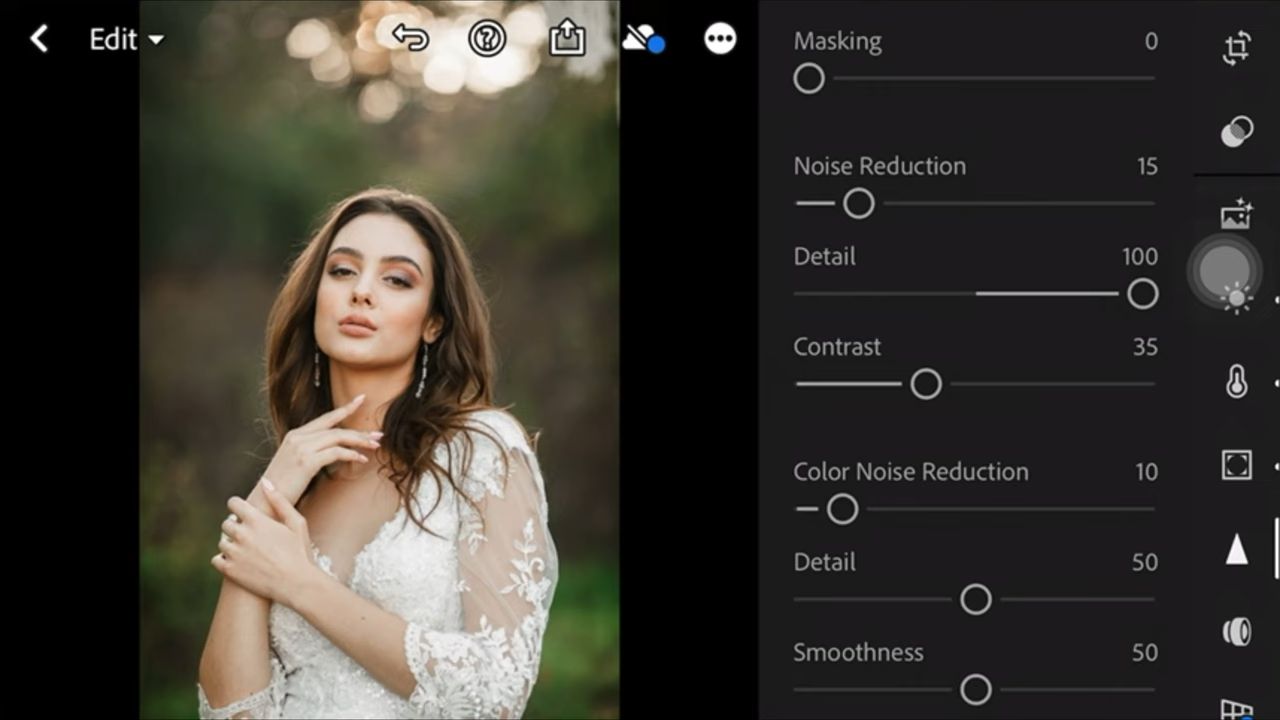 Edit
Masking 0
Noise Reduction 15
Detail 100
Contrast 35
Color Noise Reduction 10
Detail 50
Smoothness 50